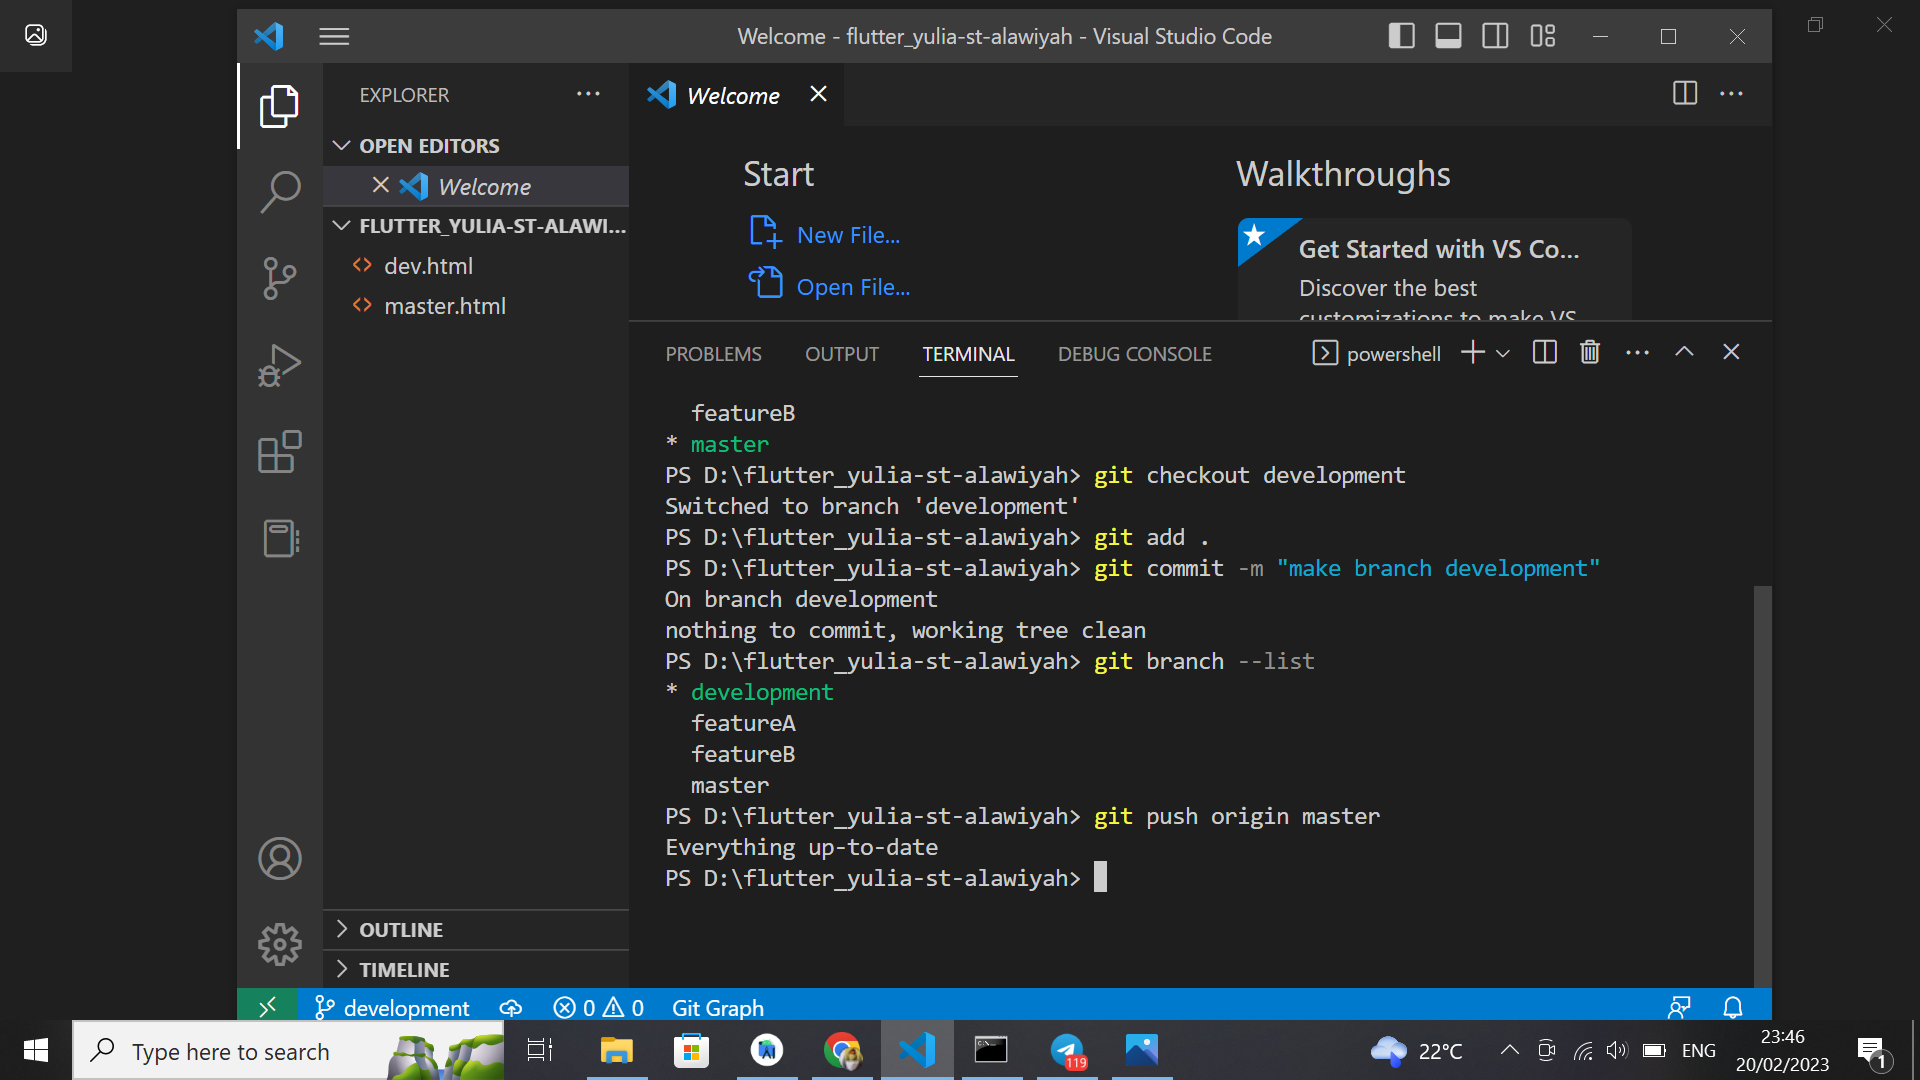 Welcome - flutter_yulia-st-alawiyah - Visual Studio Code
EXPLORER
Welcome
OPEN EDITORS
Welcome
FLUTTER_YULIA-ST-ALAWI...
dev.html
master.html
OUTLINE
TIMELINE
Start
New File...
Open File...
Walkthroughs
Get Started with VS Co...
Discover the best
customizations to make VS
PROBLEMS OUTPUT TERMINAL DEBUG CONSOLE powershell
featureB
* master
PS D:\flutter_yulia-st-alawiyah> git checkout development
Switched to branch 'development'
PS D:\flutter_yulia-st-alawiyah> git add .
PS D:\flutter_yulia-st-alawiyah> git commit -m "make branch development"
On branch development
nothing to commit, working tree clean
PS D:\flutter_yulia-st-alawiyah> git branch --list
* development
featureA
featureB
master
PS D:\flutter_yulia-st-alawiyah> git push origin master
Everything up-to-date
PS D:\flutter_yulia-st-alawiyah>
development 0 0 Git Graph
Type here to search
119
22°C
ENG
23:46
20/02/2023
1